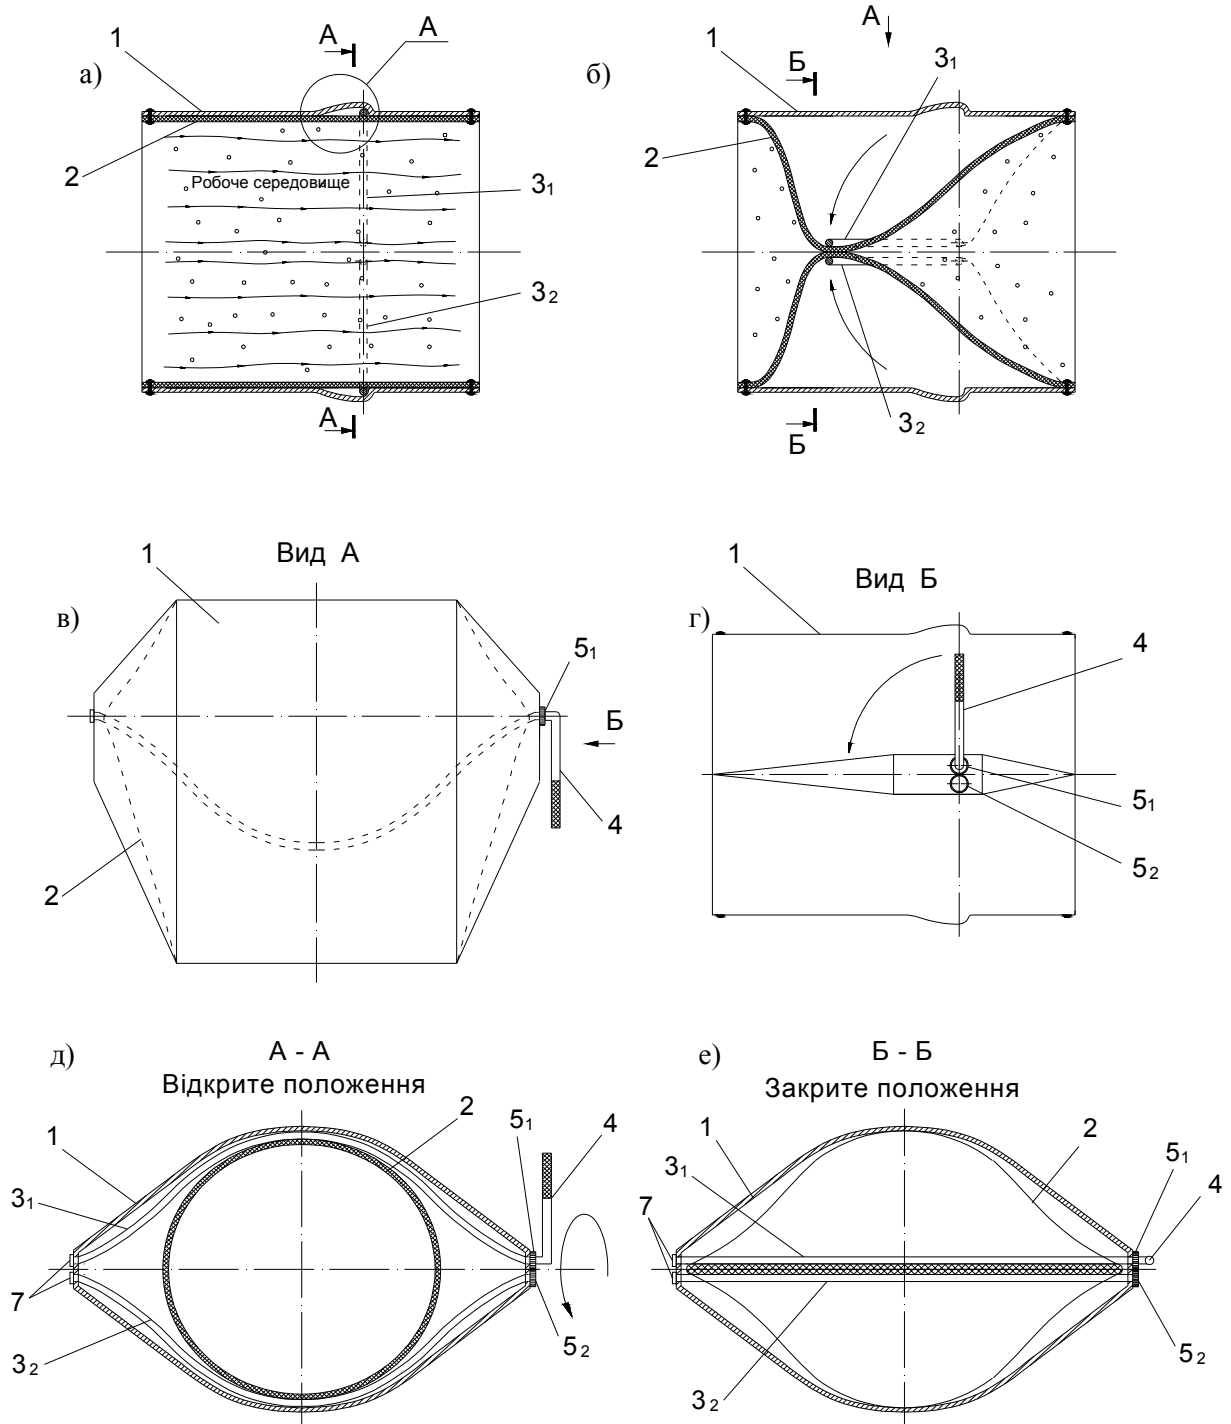 А
А
1
а)
2
Робоче середовище
3₁
3₂
А
А
1
б)
Б
3₁
2
3₂
Б
Вид А
1
в)
5₁
Б
4
2
Вид Б
1
г)
4
5₁
5₂
д)
А - А
Відкрите положення
1
2
5₁
4
3₁
7
3₂
5₂
е)
Б - Б
Закрите положення
1
2
5₁
3₁
4
7
3₂
5₂